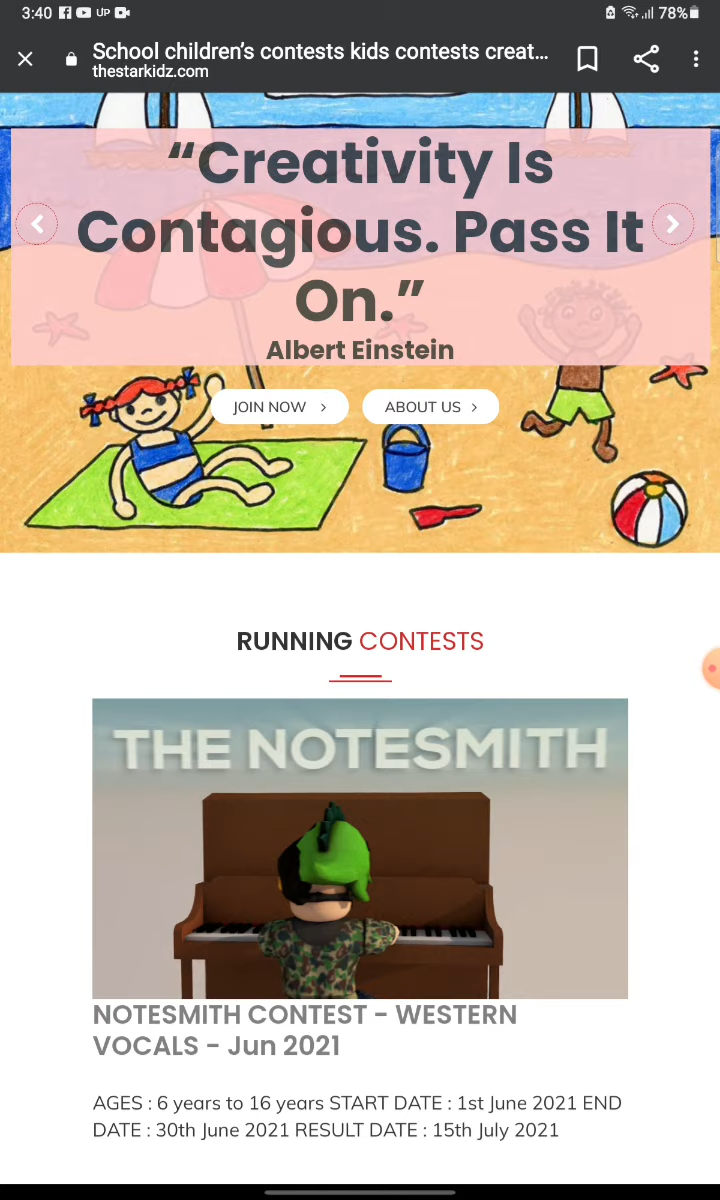 3:40 UP 78%
School children's contests kids contests creat...
thestarkidz.com
“Creativity Is
Contagious. Pass It
On.”
Albert Einstein
JOIN NOW > ABOUT US >
RUNNING CONTESTS
THE NOTESMITH
NOTESMITH CONTEST - WESTERN
VOCALS - Jun 2021
AGES : 6 years to 16 years START DATE : 1st June 2021 END
DATE : 30th June 2021 RESULT DATE : 15th July 2021